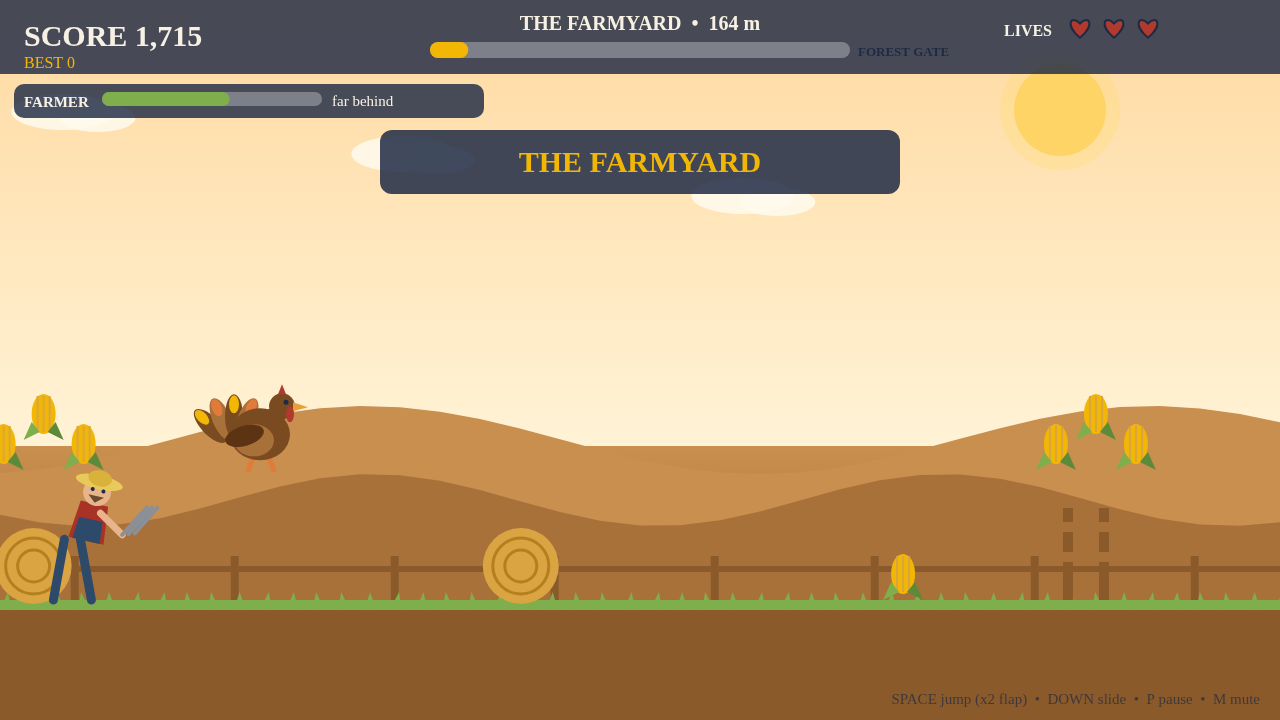 SCORE 1,715
BEST 0
THE FARMYARD • 164 m
FOREST GATE
LIVES
FARMER far behind
THE FARMYARD
SPACE jump (x2 flap) • DOWN slide • P pause • M mute